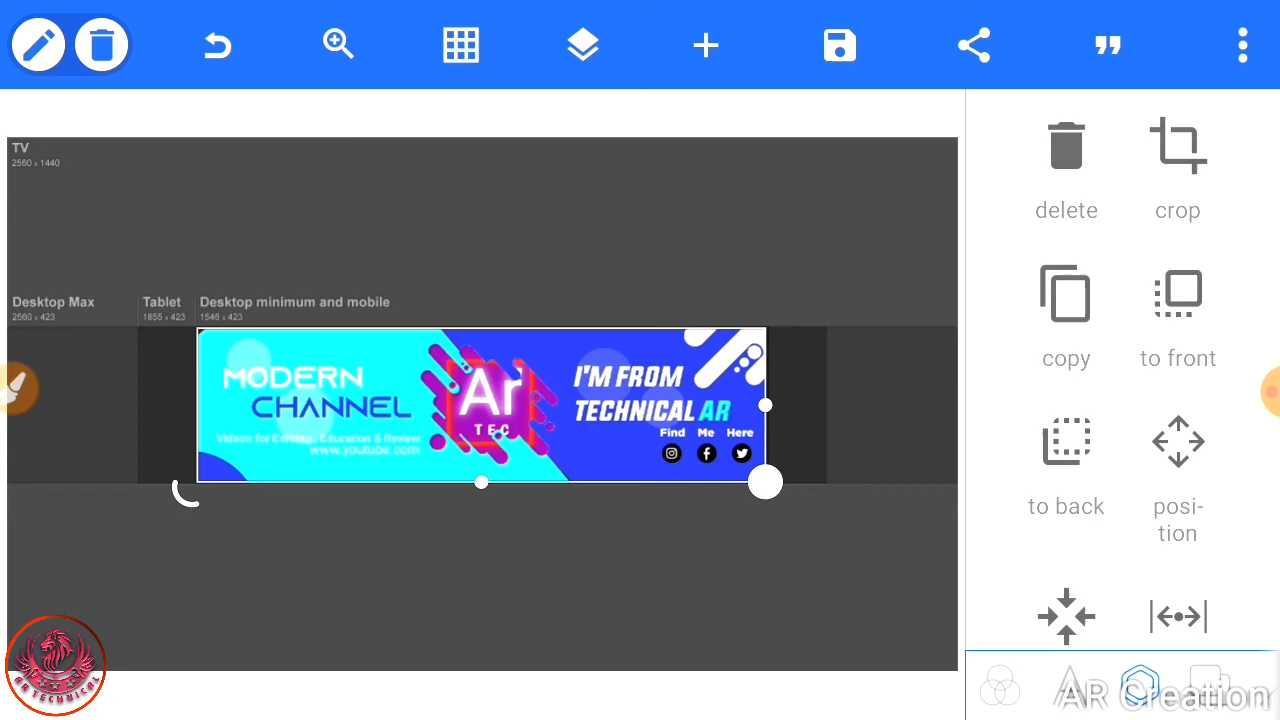 TV
2560 x 1440
Desktop Max
2560 x 423
Tablet
1855 x 423
Desktop minimum and mobile
1546 x 423
MODERN
CHANNEL
Videos for Editing, Education & Review
www.youtube.com
Ar
TEC
I'M FROM
TECHNICAL AR
Find Me Here
delete
crop
copy
to front
to back
posi-
tion
AR TECHNICAL
AR Creation